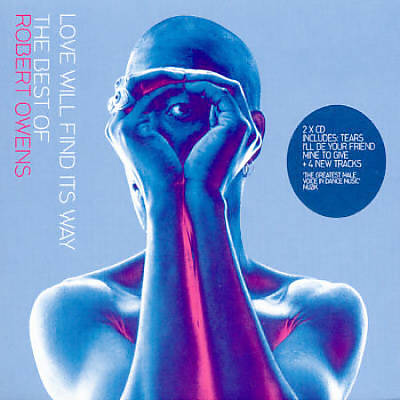 LOVE WILL FIND ITS WAY
THE BEST OF
ROBERT OWENS
2 X CD
INCLUDES: TEARS
I'LL BE YOUR FRIEND
MINE TO GIVE
+ 4 NEW TRACKS
'THE GREATEST MALE
VOICE IN DANCE MUSIC'
MUZIK